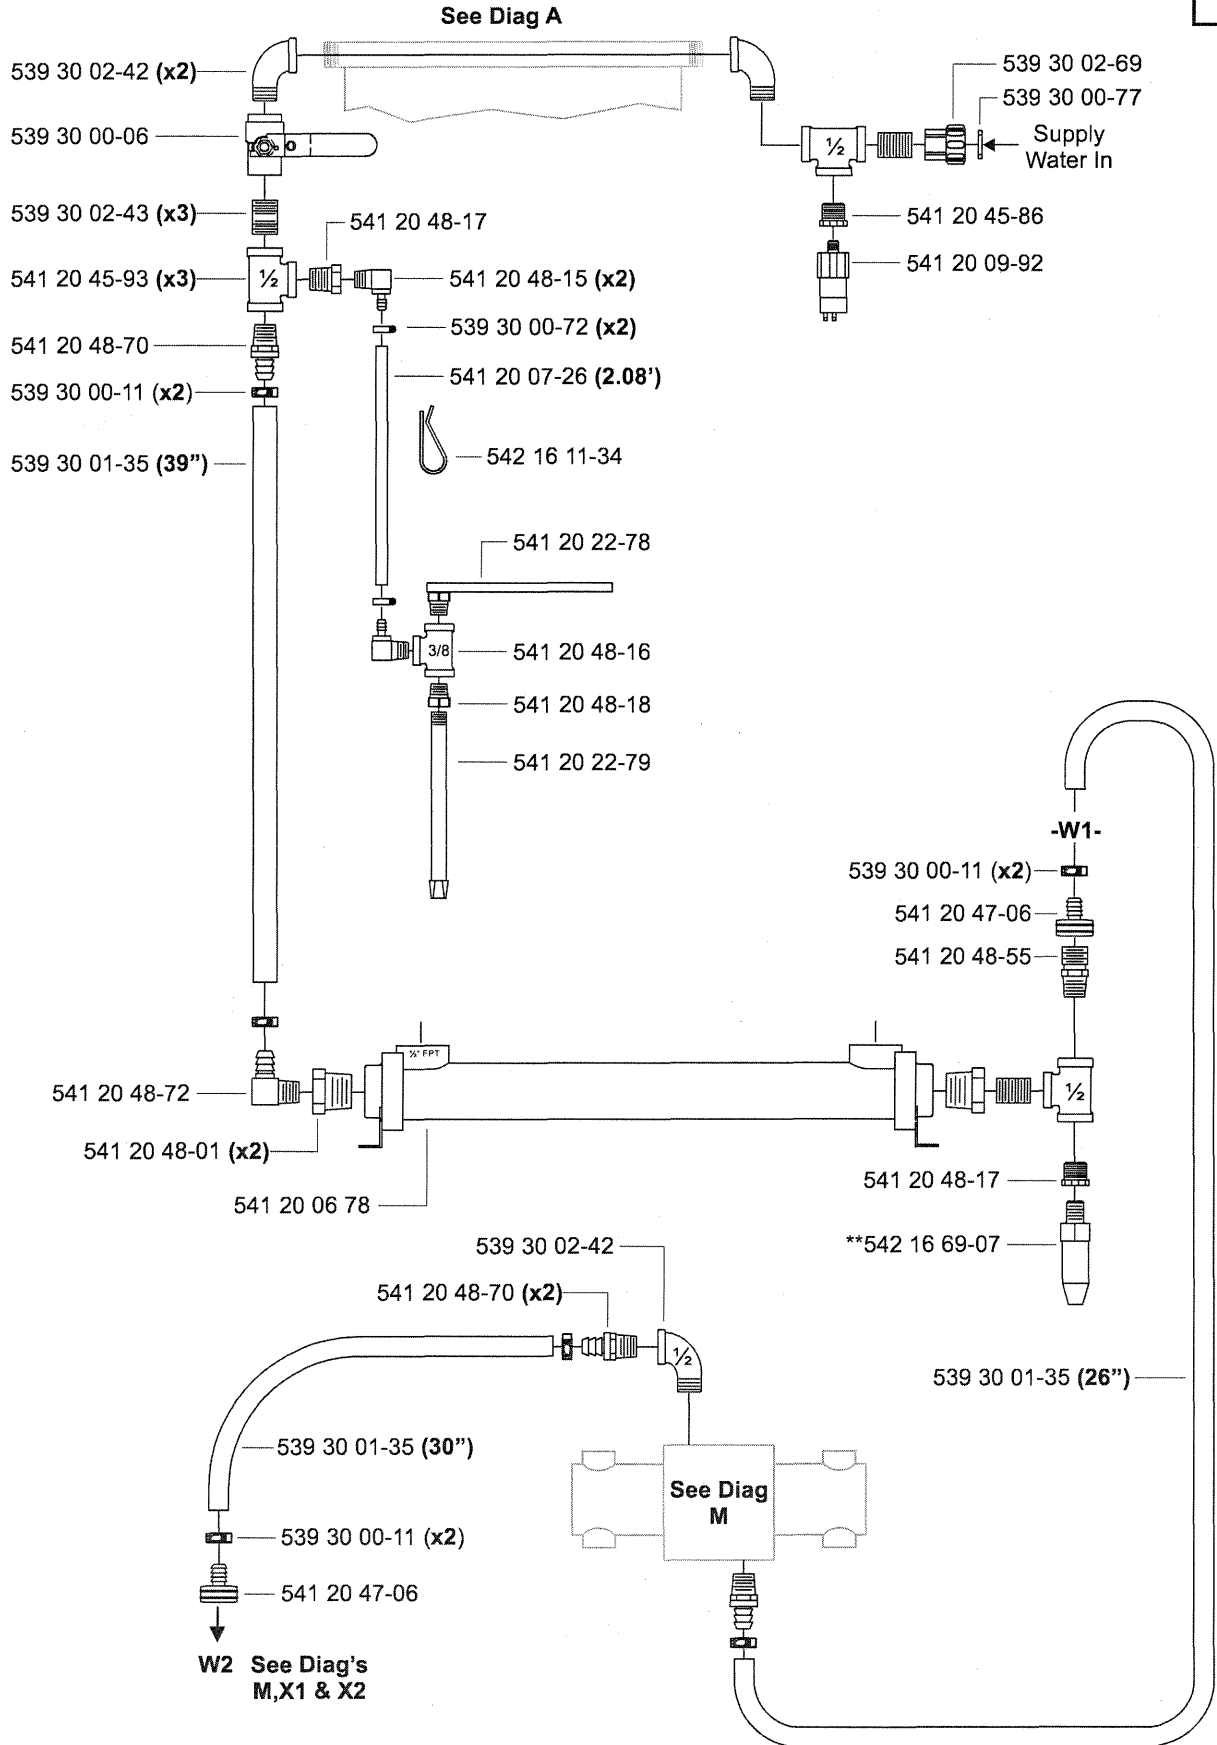 See Diag A
539 30 02-42 (x2)
539 30 02-69
539 30 00-77
Supply
Water In
539 30 00-06
1/2
539 30 02-43 (x3)
541 20 48-17
541 20 45-86
541 20 45-93 (x3)
1/2
541 20 48-15 (x2)
541 20 09-92
539 30 00-72 (x2)
541 20 48-70
541 20 07-26 (2.08')
539 30 00-11 (x2)
539 30 01-35 (39")
542 16 11-34
541 20 22-78
3/8
541 20 48-16
541 20 48-18
541 20 22-79
-W1-
539 30 00-11 (x2)
541 20 47-06
541 20 48-55
½" FPT
541 20 48-72
1/2
541 20 48-01 (x2)
541 20 06 78
541 20 48-17
**542 16 69-07
539 30 02-42
541 20 48-70 (x2)
1/2
539 30 01-35 (26")
539 30 01-35 (30")
See Diag
M
539 30 00-11 (x2)
541 20 47-06
W2 See Diag's
M,X1 & X2